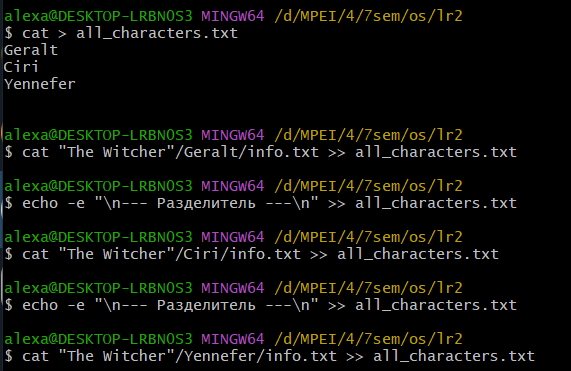 alexa@DESKTOP-LRBNOS3 MINGW64 /d/MPEI/4/7sem/os/lr2
$ cat > all_characters.txt
Geralt
Ciri
Yennefer
alexa@DESKTOP-LRBNOS3 MINGW64 /d/MPEI/4/7sem/os/lr2
$ cat "The Witcher"/Geralt/info.txt >> all_characters.txt
alexa@DESKTOP-LRBNOS3 MINGW64 /d/MPEI/4/7sem/os/lr2
$ echo -e "\n--- Разделитель ---\n" >> all_characters.txt
alexa@DESKTOP-LRBNOS3 MINGW64 /d/MPEI/4/7sem/os/lr2
$ cat "The Witcher"/Ciri/info.txt >> all_characters.txt
alexa@DESKTOP-LRBNOS3 MINGW64 /d/MPEI/4/7sem/os/lr2
$ echo -e "\n--- Разделитель ---\n" >> all_characters.txt
alexa@DESKTOP-LRBNOS3 MINGW64 /d/MPEI/4/7sem/os/lr2
$ cat "The Witcher"/Yennefer/info.txt >> all_characters.txt